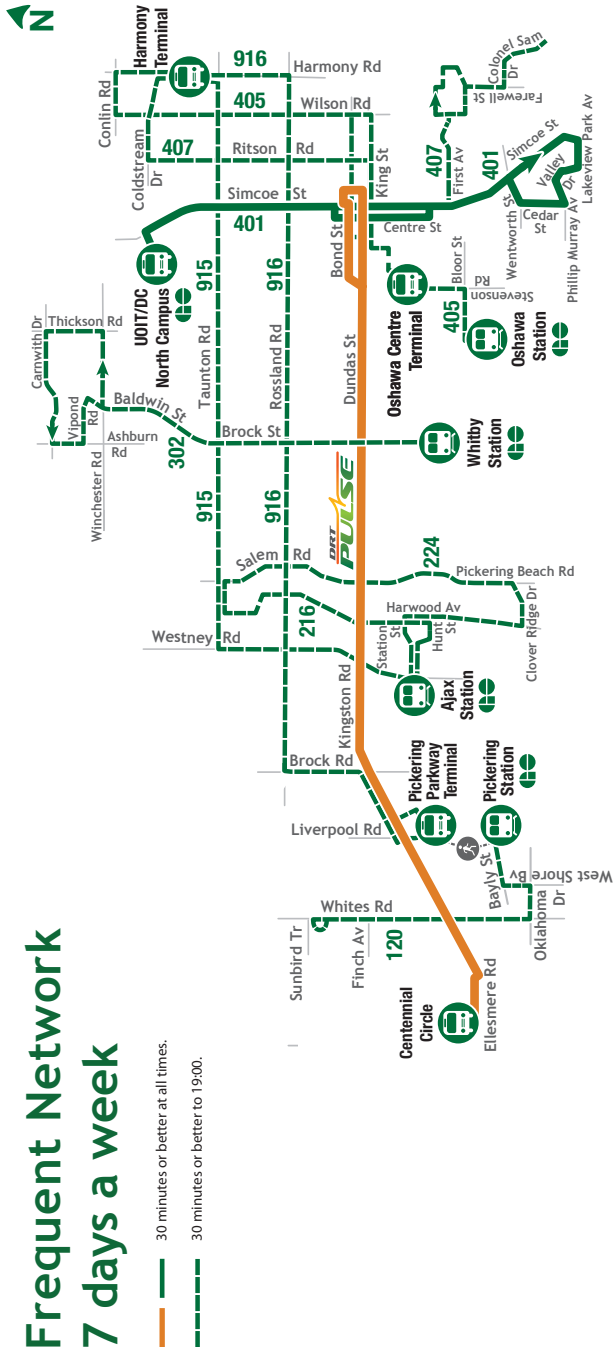 Frequent Network
7 days a week
30 minutes or better at all times.
30 minutes or better to 19:00.
N
Harmony
Terminal
916
Harmony Rd
Conlin Rd
405
Wilson Rd
Coldstream
Dr
407
Ritson Rd
King St
Simcoe St
401
UOIT/DC
North Campus
GO
Bond St
Centre St
407
First Av
Farewell St
Colonel Sam
Dr
401
Simcoe St
Valley
Dr
Lakeview Park Av
Wentworth St
Cedar
St
Phillip Murray Av
915
Taunton Rd
916
Rossland Rd
Dundas St
Oshawa Centre
Terminal
405
Bloor St
Stevenson
Rd
Oshawa
Station
GO
Carnwith Dr
Thickson Rd
Vipond
Rd
Baldwin St
Winchester Rd
Ashburn
Rd
302
Brock St
Whitby
Station
GO
915
916
DRT
PULSE
Salem Rd
224
Pickering Beach Rd
216
Harwood Av
Station
St
Hunt
St
Clover Ridge Dr
Westney Rd
Kingston Rd
Ajax
Station
GO
Brock Rd
Liverpool Rd
Pickering
Parkway
Terminal
Pickering
Station
GO
Bayly St
West Shore Bv
Whites Rd
Sunbird Tr
Finch Av
120
Oklahoma
Dr
Centennial
Circle
Ellesmere Rd